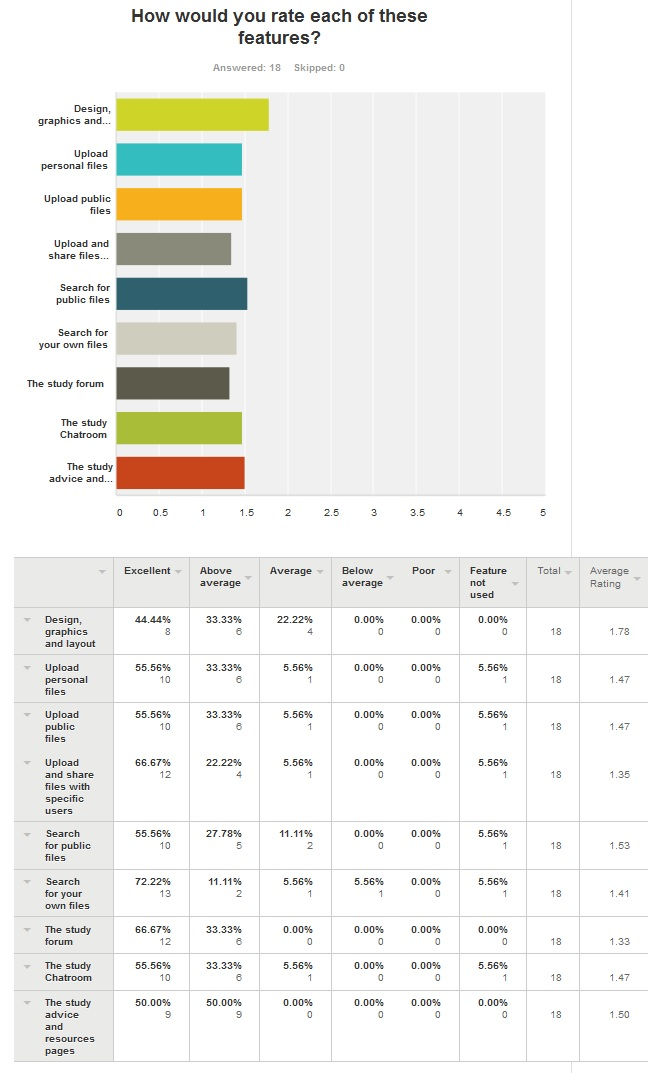 How would you rate each of these
features?
Answered: 18 Skipped: 0
Design,
graphics and...
Upload
personal files
Upload public
files
Upload and
share files...
Search for
public files
Search for
your own files
The study forum
The study
Chatroom
The study
advice and...
0 0.5 1 1.5 2 2.5 3 3.5 4 4.5 5
Excellent Above average Average Below average Poor Feature not used Total Average Rating
Design, graphics and layout 44.44% 33.33% 22.22% 0.00% 0.00% 0.00%
8 6 4 0 0 0 18 1.78
Upload personal files 55.56% 33.33% 5.56% 0.00% 0.00% 5.56%
10 6 1 0 0 1 18 1.47
Upload public files 55.56% 33.33% 5.56% 0.00% 0.00% 5.56%
10 6 1 0 0 1 18 1.47
Upload and share files with specific users 66.67% 22.22% 5.56% 0.00% 0.00% 5.56%
12 4 1 0 0 1 18 1.35
Search for public files 55.56% 27.78% 11.11% 0.00% 0.00% 5.56%
10 5 2 0 0 1 18 1.53
Search for your own files 72.22% 11.11% 5.56% 5.56% 0.00% 5.56%
13 2 1 1 0 1 18 1.41
The study forum 66.67% 33.33% 0.00% 0.00% 0.00% 0.00%
12 6 0 0 0 0 18 1.33
The study Chatroom 55.56% 33.33% 5.56% 0.00% 0.00% 5.56%
10 6 1 0 0 1 18 1.47
The study advice and resources pages 50.00% 50.00% 0.00% 0.00% 0.00% 0.00%
9 9 0 0 0 0 18 1.50